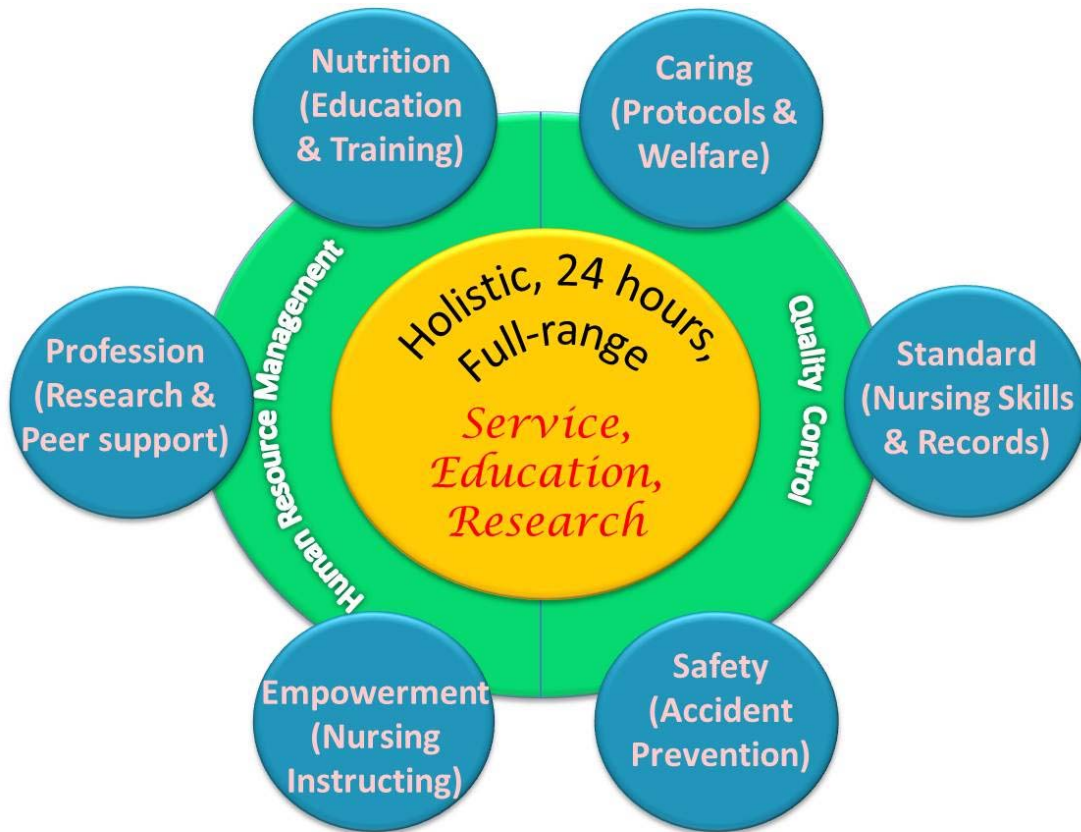 Nutrition
(Education
& Training)
Caring
(Protocols &
Welfare)
Human Resource Management
Holistic, 24 hours,
Full-range
Service,
Education,
Research
Quality Control
Profession
(Research &
Peer support)
Standard
(Nursing Skills
& Records)
Empowerment
(Nursing
Instructing)
Safety
(Accident
Prevention)